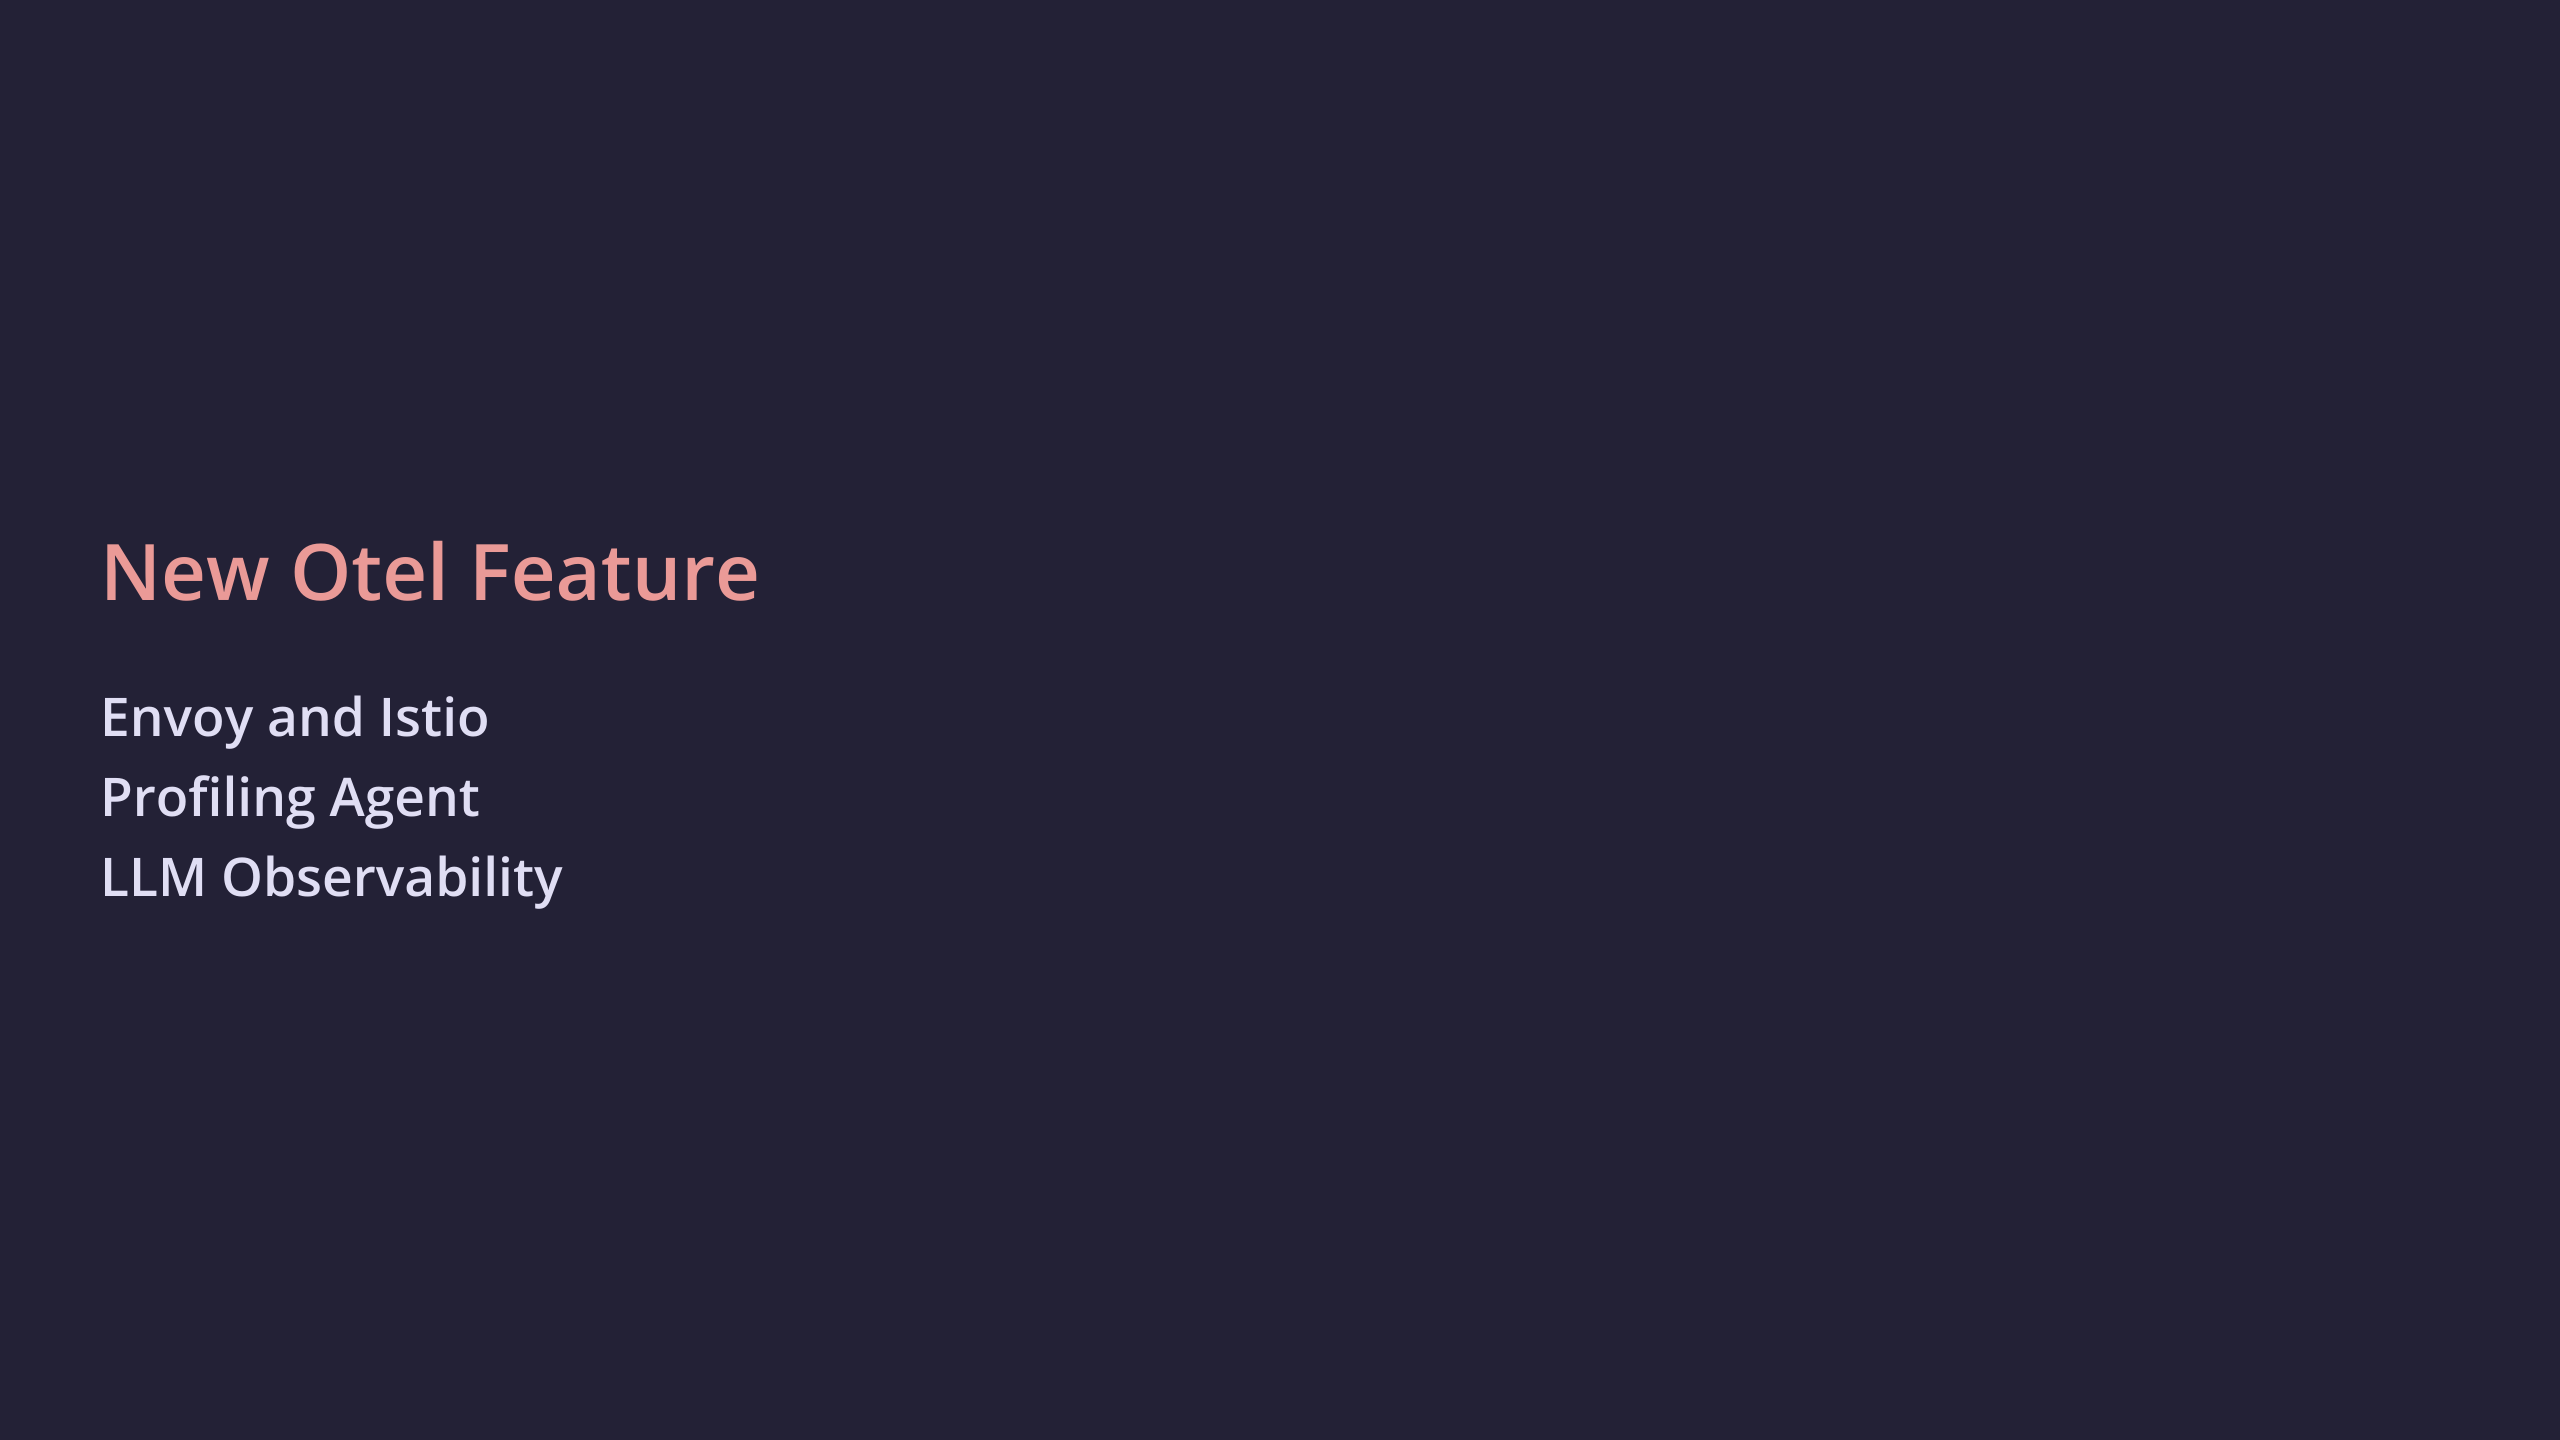 New Otel Feature
Envoy and Istio
Profiling Agent
LLM Observability